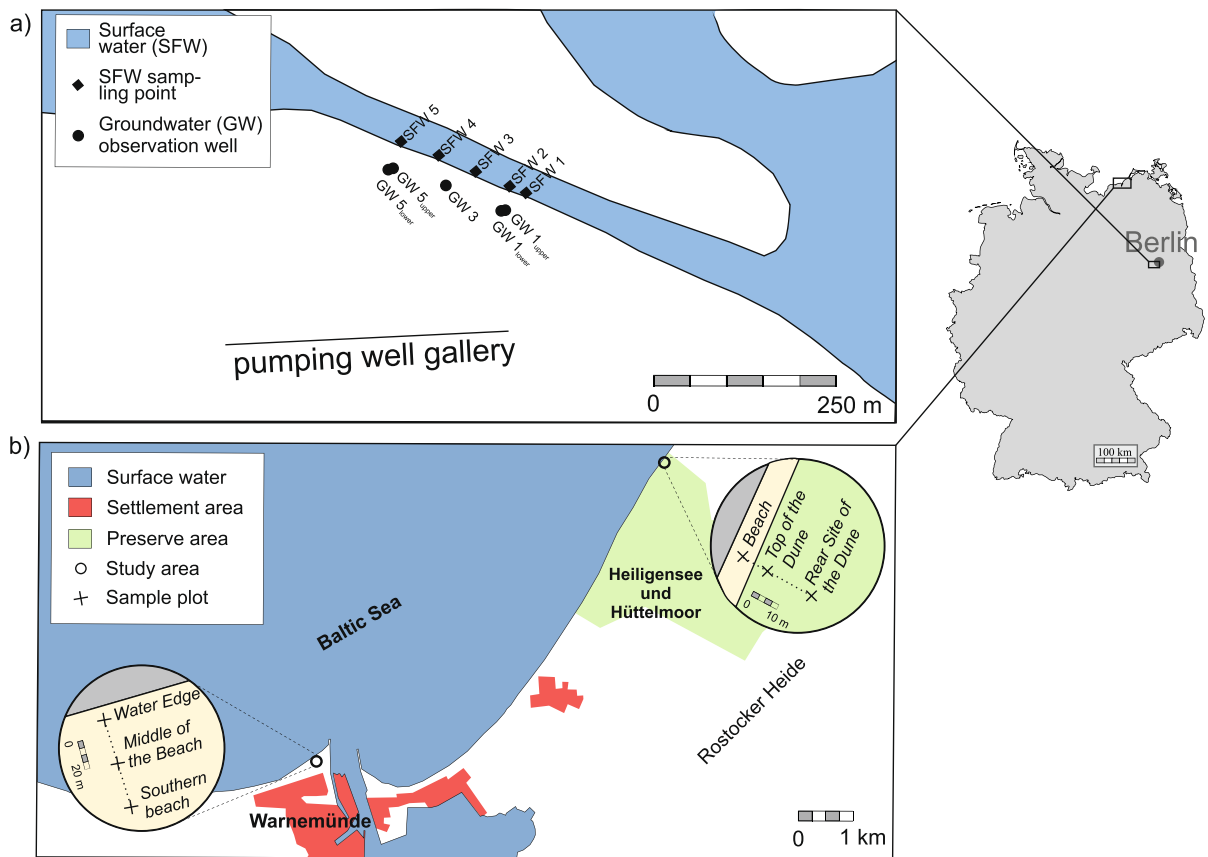 a)
Surface
water (SFW)
SFW samp-
ling point
Groundwater (GW)
observation well
SFW 5
SFW 4
SFW 3
SFW 2
SFW 1
GW 5upper
GW 5lower
GW 3
GW 1upper
GW 1lower
pumping well gallery
0 250 m
Berlin
100 km
b)
Surface water
Settlement area
Preserve area
Study area
Sample plot
Baltic Sea
Heiligensee
und
Hüttelmoor
Beach
Top of the
Dune
Rear Site of
the Dune
0 10 m
Rostocker Heide
Water Edge
Middle of
the Beach
Southern
beach
0 20 m
Warnemünde
0 1 km